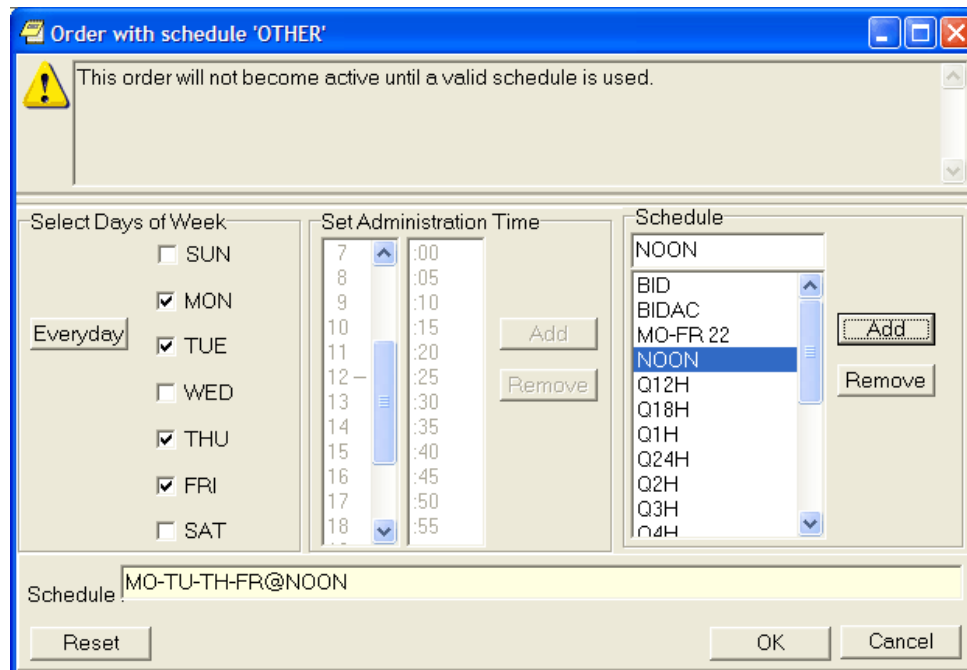 Order with schedule 'OTHER'
This order will not become active until a valid schedule is used.
Select Days of Week
SUN
MON
Everyday
TUE
WED
THU
FRI
SAT
Set Administration Time
7 :00
8 :05
9 :10
10 :15
11 :20
12 – :25
13 :30
14 :35
15 :40
16 :45
17 :50
18 :55
Add
Remove
Schedule
NOON
BID
BIDAC
MO-FR 22
NOON
Q12H
Q18H
Q1H
Q24H
Q2H
Q3H
Q4H
Add
Remove
Schedule :
MO-TU-TH-FR@NOON
Reset
OK
Cancel